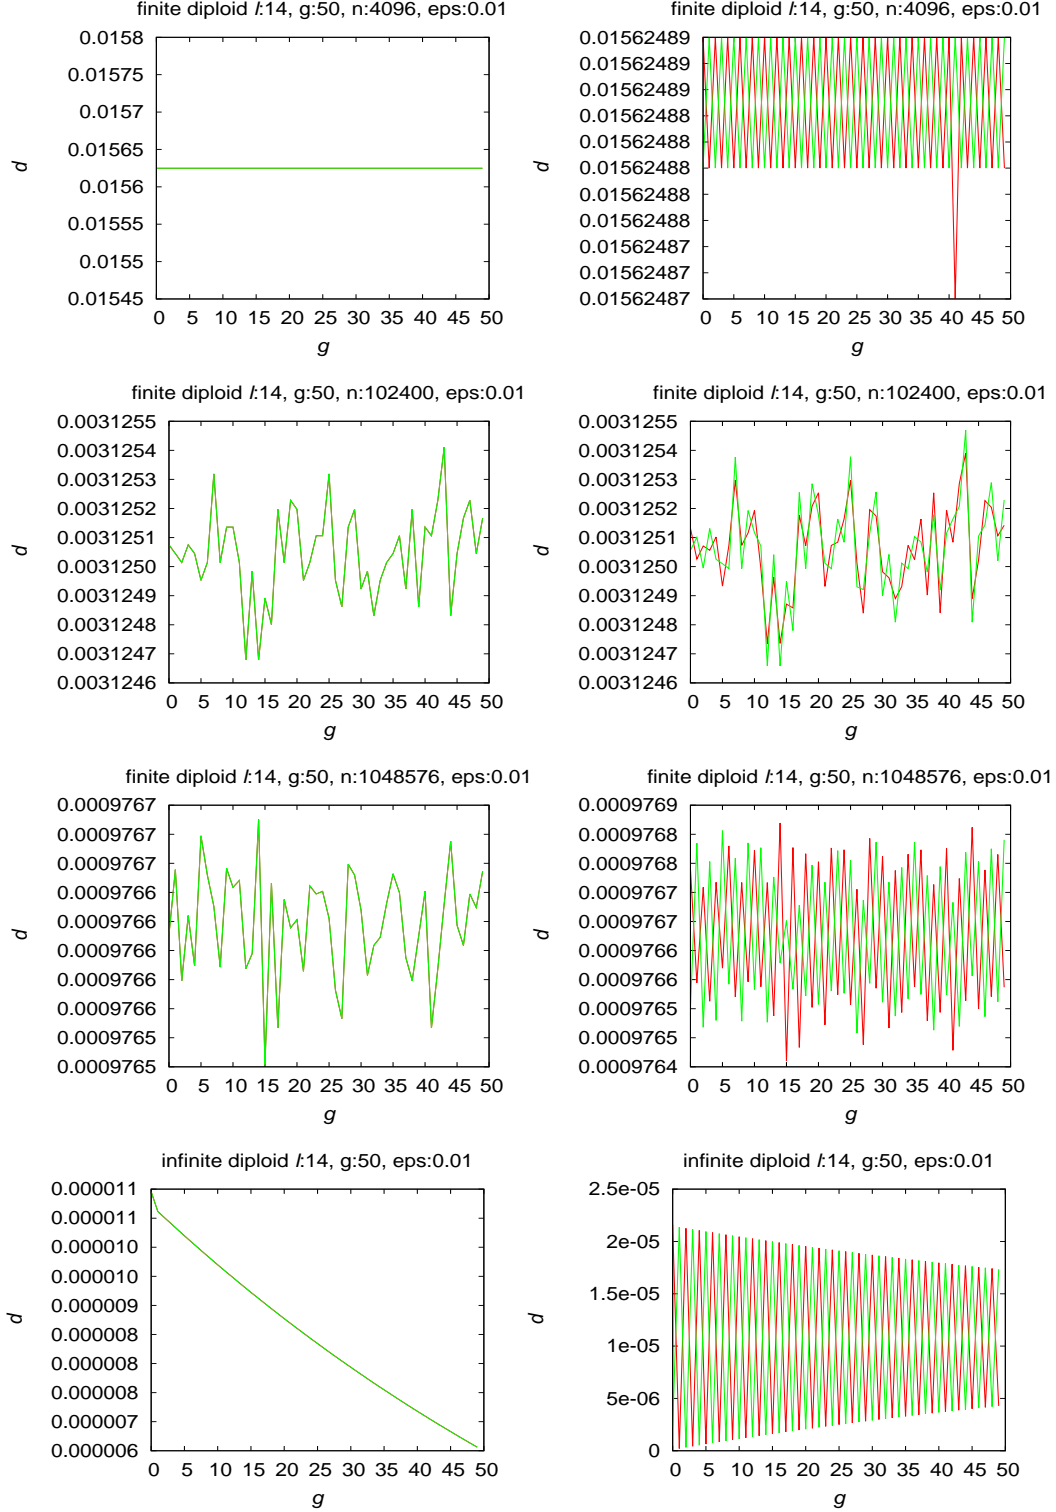 finite diploid l:14, g:50, n:4096, eps:0.01
0.0158
0.01575
0.0157
0.01565
0.0156
0.01555
0.0155
0.01545
d
0 5 10 15 20 25 30 35 40 45 50
g
finite diploid l:14, g:50, n:4096, eps:0.01
0.01562489
0.01562489
0.01562489
0.01562488
0.01562488
0.01562488
0.01562488
0.01562488
0.01562487
0.01562487
0.01562487
d
0 5 10 15 20 25 30 35 40 45 50
g
finite diploid l:14, g:50, n:102400, eps:0.01
0.0031255
0.0031254
0.0031253
0.0031252
0.0031251
0.0031250
0.0031249
0.0031248
0.0031247
0.0031246
d
0 5 10 15 20 25 30 35 40 45 50
g
finite diploid l:14, g:50, n:102400, eps:0.01
0.0031255
0.0031254
0.0031253
0.0031252
0.0031251
0.0031250
0.0031249
0.0031248
0.0031247
0.0031246
d
0 5 10 15 20 25 30 35 40 45 50
g
finite diploid l:14, g:50, n:1048576, eps:0.01
0.0009767
0.0009767
0.0009767
0.0009766
0.0009766
0.0009766
0.0009766
0.0009766
0.0009765
0.0009765
d
0 5 10 15 20 25 30 35 40 45 50
g
finite diploid l:14, g:50, n:1048576, eps:0.01
0.0009769
0.0009768
0.0009768
0.0009767
0.0009767
0.0009766
0.0009766
0.0009765
0.0009765
0.0009764
d
0 5 10 15 20 25 30 35 40 45 50
g
infinite diploid l:14, g:50, eps:0.01
0.000011
0.000011
0.000010
0.000010
0.000009
0.000008
0.000008
0.000008
0.000007
0.000006
d
0 5 10 15 20 25 30 35 40 45 50
g
infinite diploid l:14, g:50, eps:0.01
2.5e-05
2e-05
1.5e-05
1e-05
5e-06
0
d
0 5 10 15 20 25 30 35 40 45 50
g